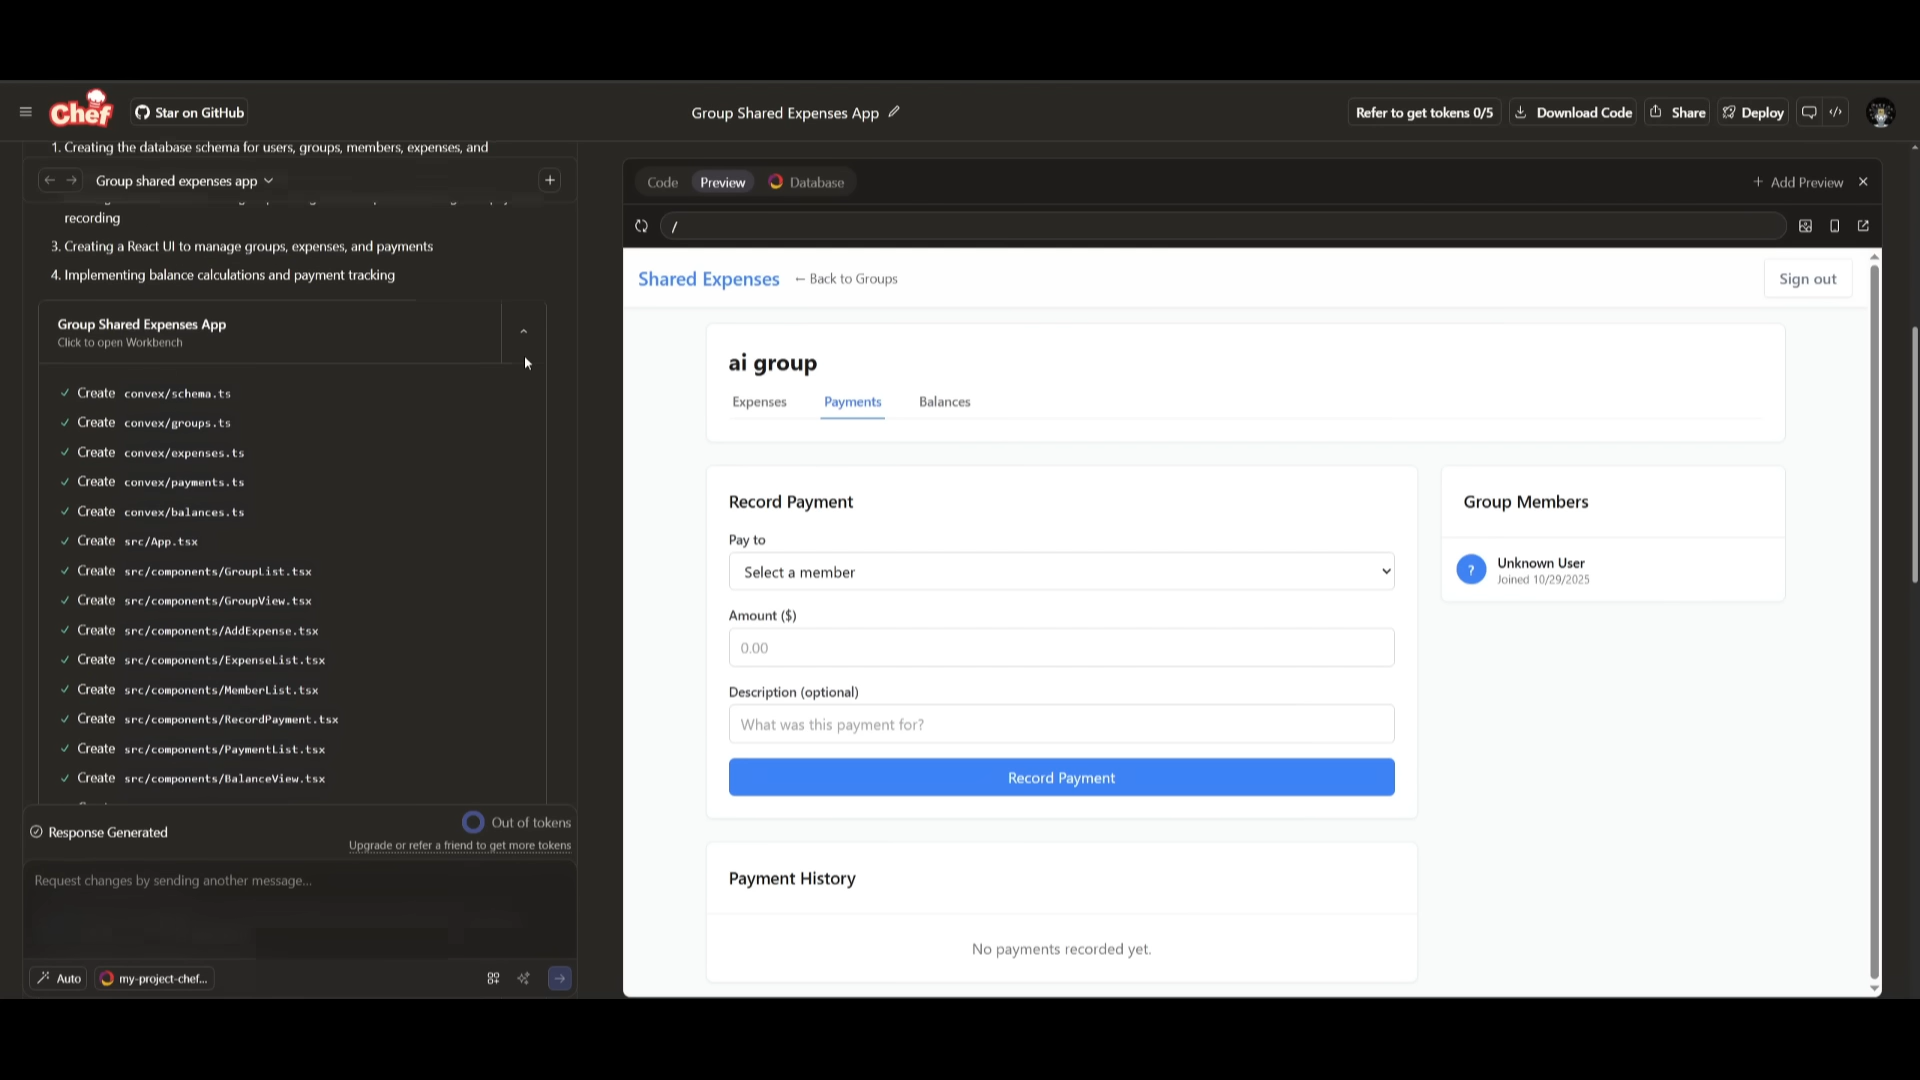 Chef
Star on GitHub
Group Shared Expenses App
Refer to get tokens 0/5
Download Code
Share
Deploy
1. Creating the database schema for users, groups, members, expenses, and
Group shared expenses app
recording
3. Creating a React UI to manage groups, expenses, and payments
4. Implementing balance calculations and payment tracking
Group Shared Expenses App
Click to open Workbench
Create convex/schema.ts
Create convex/groups.ts
Create convex/expenses.ts
Create convex/payments.ts
Create convex/balances.ts
Create src/App.tsx
Create src/components/GroupList.tsx
Create src/components/GroupView.tsx
Create src/components/AddExpense.tsx
Create src/components/ExpenseList.tsx
Create src/components/MemberList.tsx
Create src/components/RecordPayment.tsx
Create src/components/PaymentList.tsx
Create src/components/BalanceView.tsx
Response Generated
Out of tokens
Upgrade or refer a friend to get more tokens
Request changes by sending another message...
Auto
my-project-chef...
Code
Preview
Database
+ Add Preview
/
Shared Expenses
← Back to Groups
Sign out
ai group
Expenses
Payments
Balances
Record Payment
Pay to
Select a member
Amount ($)
0.00
Description (optional)
What was this payment for?
Record Payment
Group Members
?
Unknown User
Joined 10/29/2025
Payment History
No payments recorded yet.